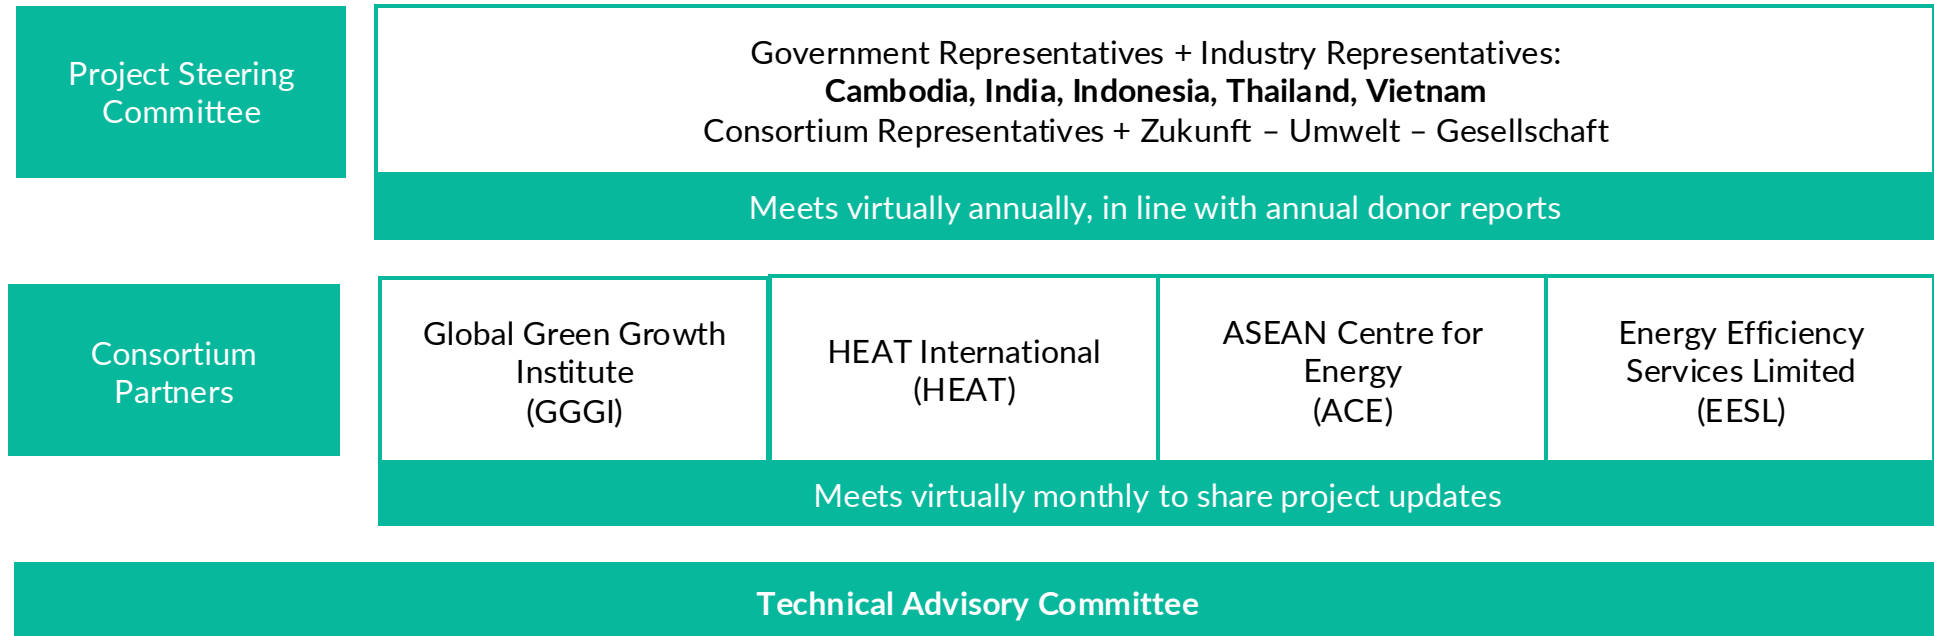 Project Steering
Committee
Government Representatives + Industry Representatives:
Cambodia, India, Indonesia, Thailand, Vietnam
Consortium Representatives + Zukunft – Umwelt – Gesellschaft
Meets virtually annually, in line with annual donor reports
Consortium
Partners
Global Green Growth
Institute
(GGGI)
HEAT International
(HEAT)
ASEAN Centre for
Energy
(ACE)
Energy Efficiency
Services Limited
(EESL)
Meets virtually monthly to share project updates
Technical Advisory Committee